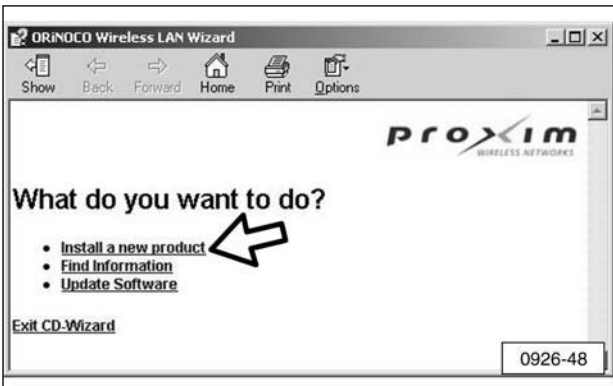 ORiNOCO Wireless LAN Wizard
Show Back Forward Home Print Options
proxim
WIRELESS NETWORKS
What do you want to do?
• Install a new product
• Find Information
• Update Software
Exit CD-Wizard
0926-48